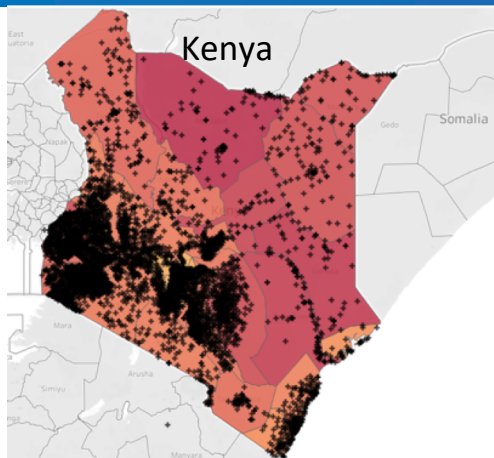 East
Equatoria
Kenya
Somalia
Gedo
Napak
Mara
Simiyu
Arusha
Manyara